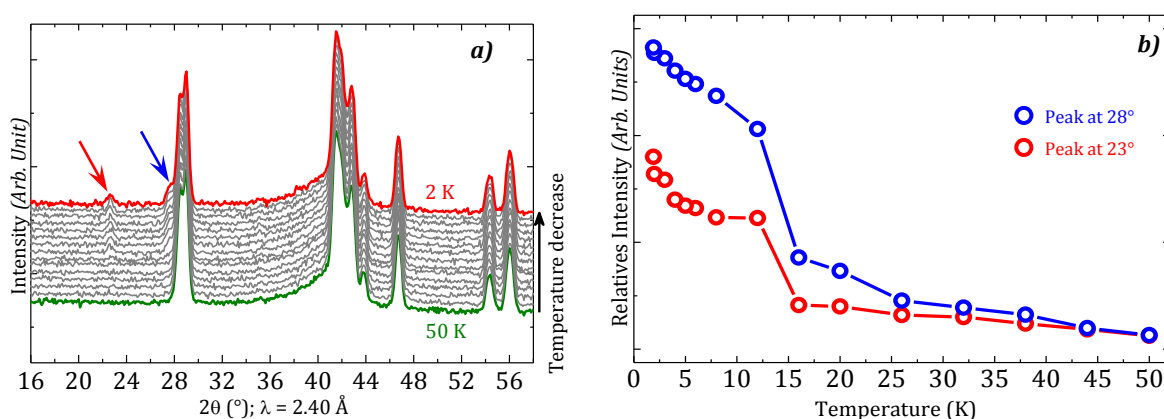 a)
Intensity (Arb. Unit)
2 K
50 K
Temperature decrease
16 20 24 28 32 36 40 44 48 52 56
2θ (°); λ = 2.40 Å
b)
Relatives Intensity (Arb. Units)
Peak at 28°
Peak at 23°
0 5 10 15 20 25 30 35 40 45 50
Temperature (K)